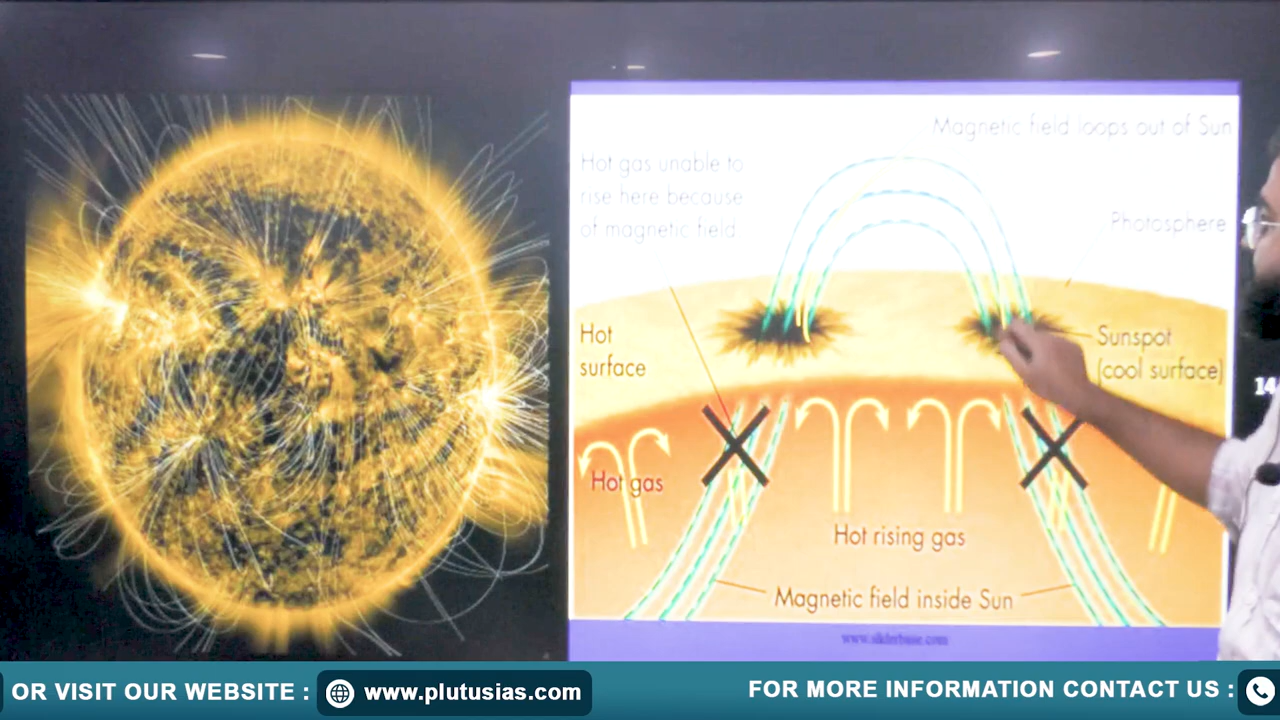 Magnetic field loops out of Sun
Hot gas unable to
rise here because
of magnetic field
Photosphere
Hot
surface
Sunspot
(cool surface)
Hot gas
Hot rising gas
Magnetic field inside Sun
14
OR VISIT OUR WEBSITE :
www.plutusias.com
FOR MORE INFORMATION CONTACT US :